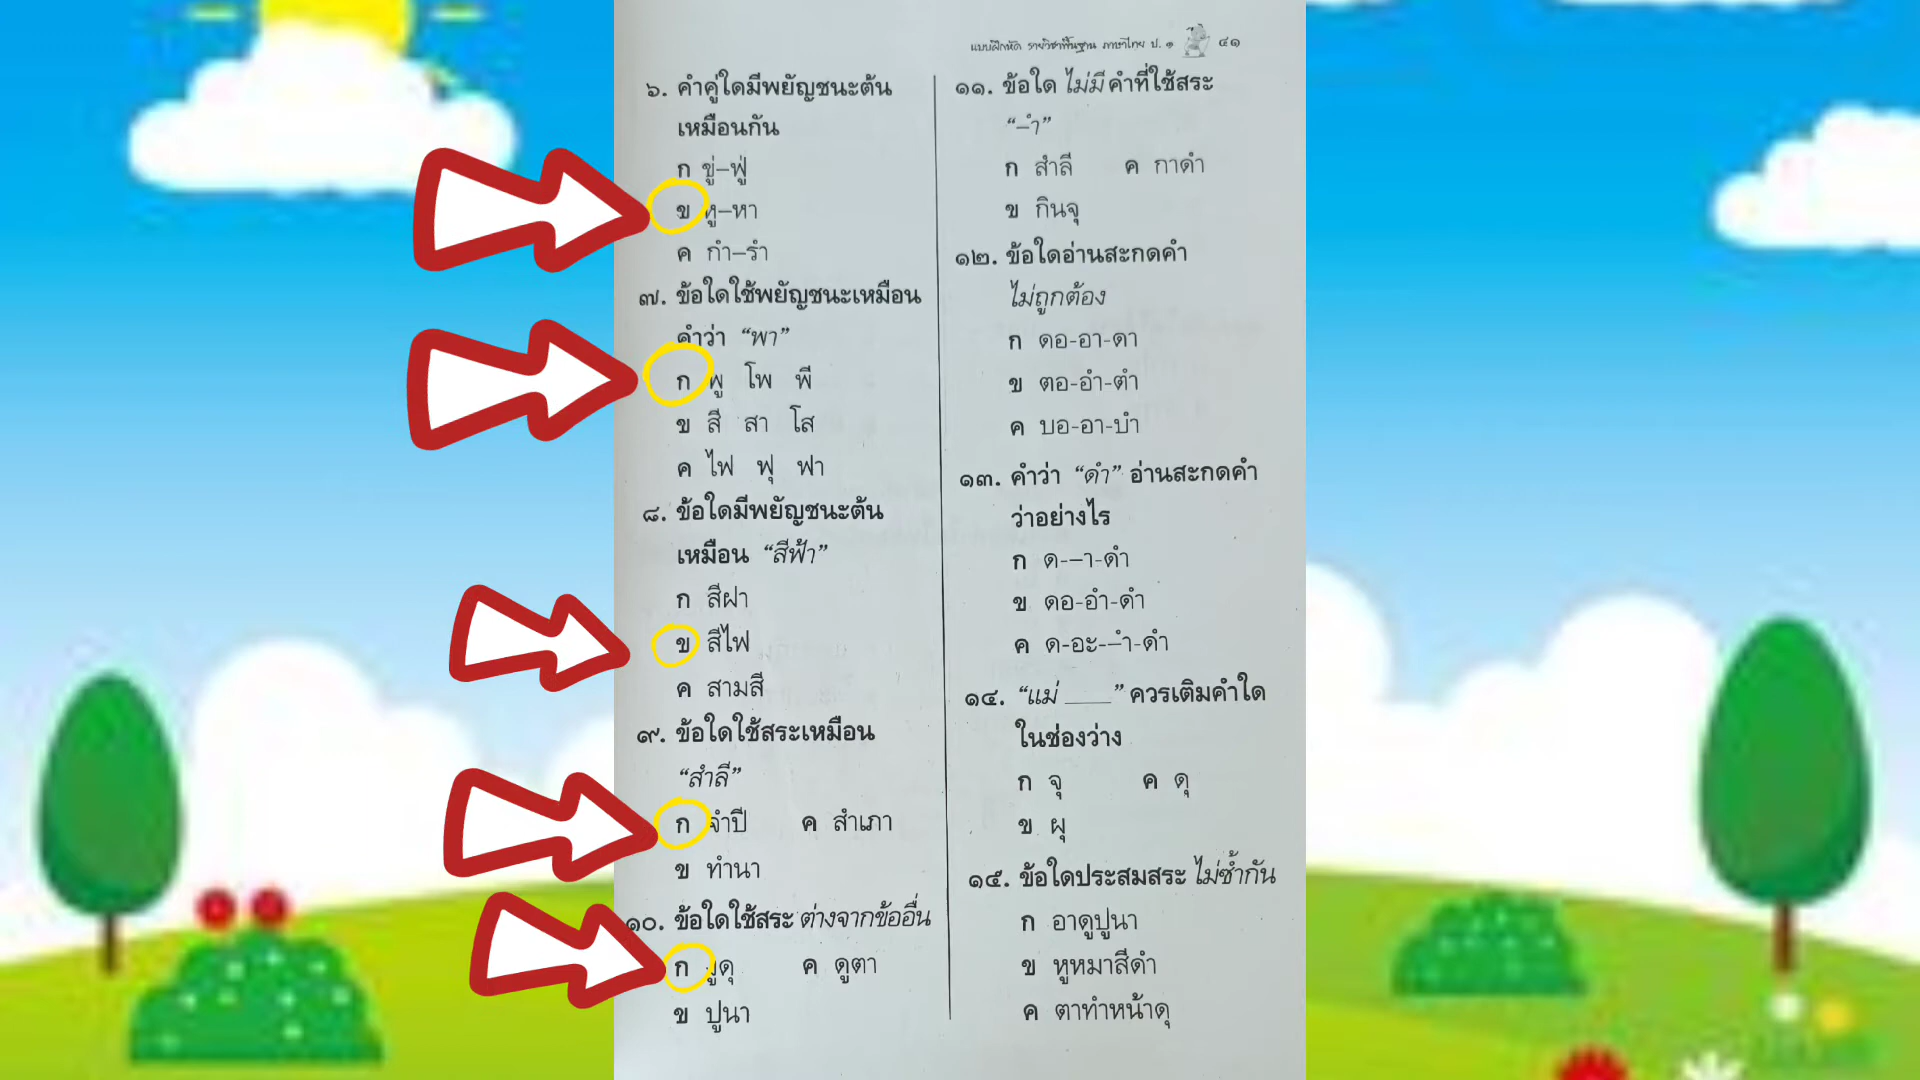 แบบฝึกหัด รายวิชาพื้นฐาน ภาษาไทย ป. ๑ ๔๑
๖. คำคู่ใดมีพยัญชนะต้น
เหมือนกัน
ก ขู่–ฟู่
ข หู–หา
ค กำ–รำ
๗. ข้อใดใช้พยัญชนะเหมือน
คำว่า “พา”
ก พู โพ พี
ข สี สา โส
ค ไฟ ฟุ ฟา
๘. ข้อใดมีพยัญชนะต้น
เหมือน “สีฟ้า”
ก สีฝา
ข สีไฟ
ค สามสี
๙. ข้อใดใช้สระเหมือน
“สำลี”
ก จำปี ค สำเภา
ข ทำนา
๑๐. ข้อใดใช้สระ ต่างจากข้ออื่น
ก งูดุ ค ดูตา
ข ปูนา
๑๑. ข้อใด ไม่มี คำที่ใช้สระ
“–ำ”
ก สำลี ค กาดำ
ข กินจุ
๑๒. ข้อใดอ่านสะกดคำ
ไม่ถูกต้อง
ก ดอ-อา-ดา
ข ตอ-อำ-ตำ
ค บอ-อา-บำ
๑๓. คำว่า “ดำ” อ่านสะกดคำ
ว่าอย่างไร
ก ด-–า-ดำ
ข ดอ-อำ-ดำ
ค ด-อะ-–ำ-ดำ
๑๔. “แม่ ____” ควรเติมคำใด
ในช่องว่าง
ก จุ ค ดุ
ข ผุ
๑๕. ข้อใดประสมสระ ไม่ซ้ำกัน
ก อาดูปูนา
ข หูหมาสีดำ
ค ตาทำหน้าดุ